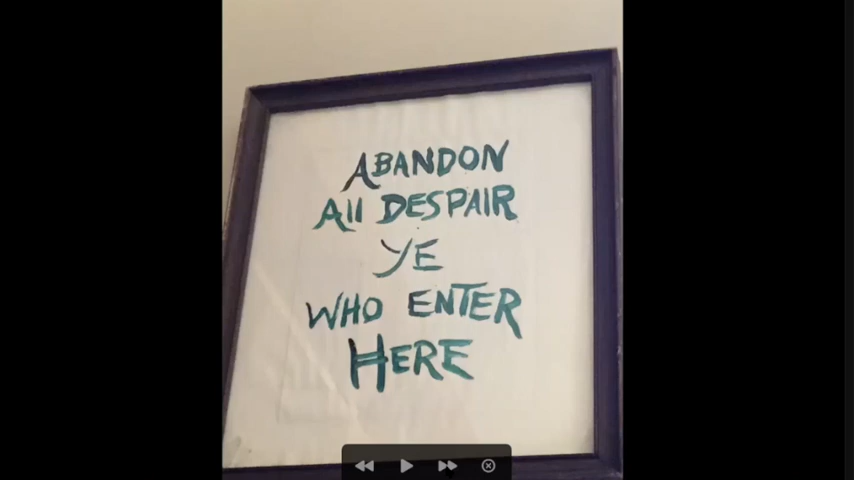 ABANDON
All DESPAIR
YE
WHO ENTER
HERE